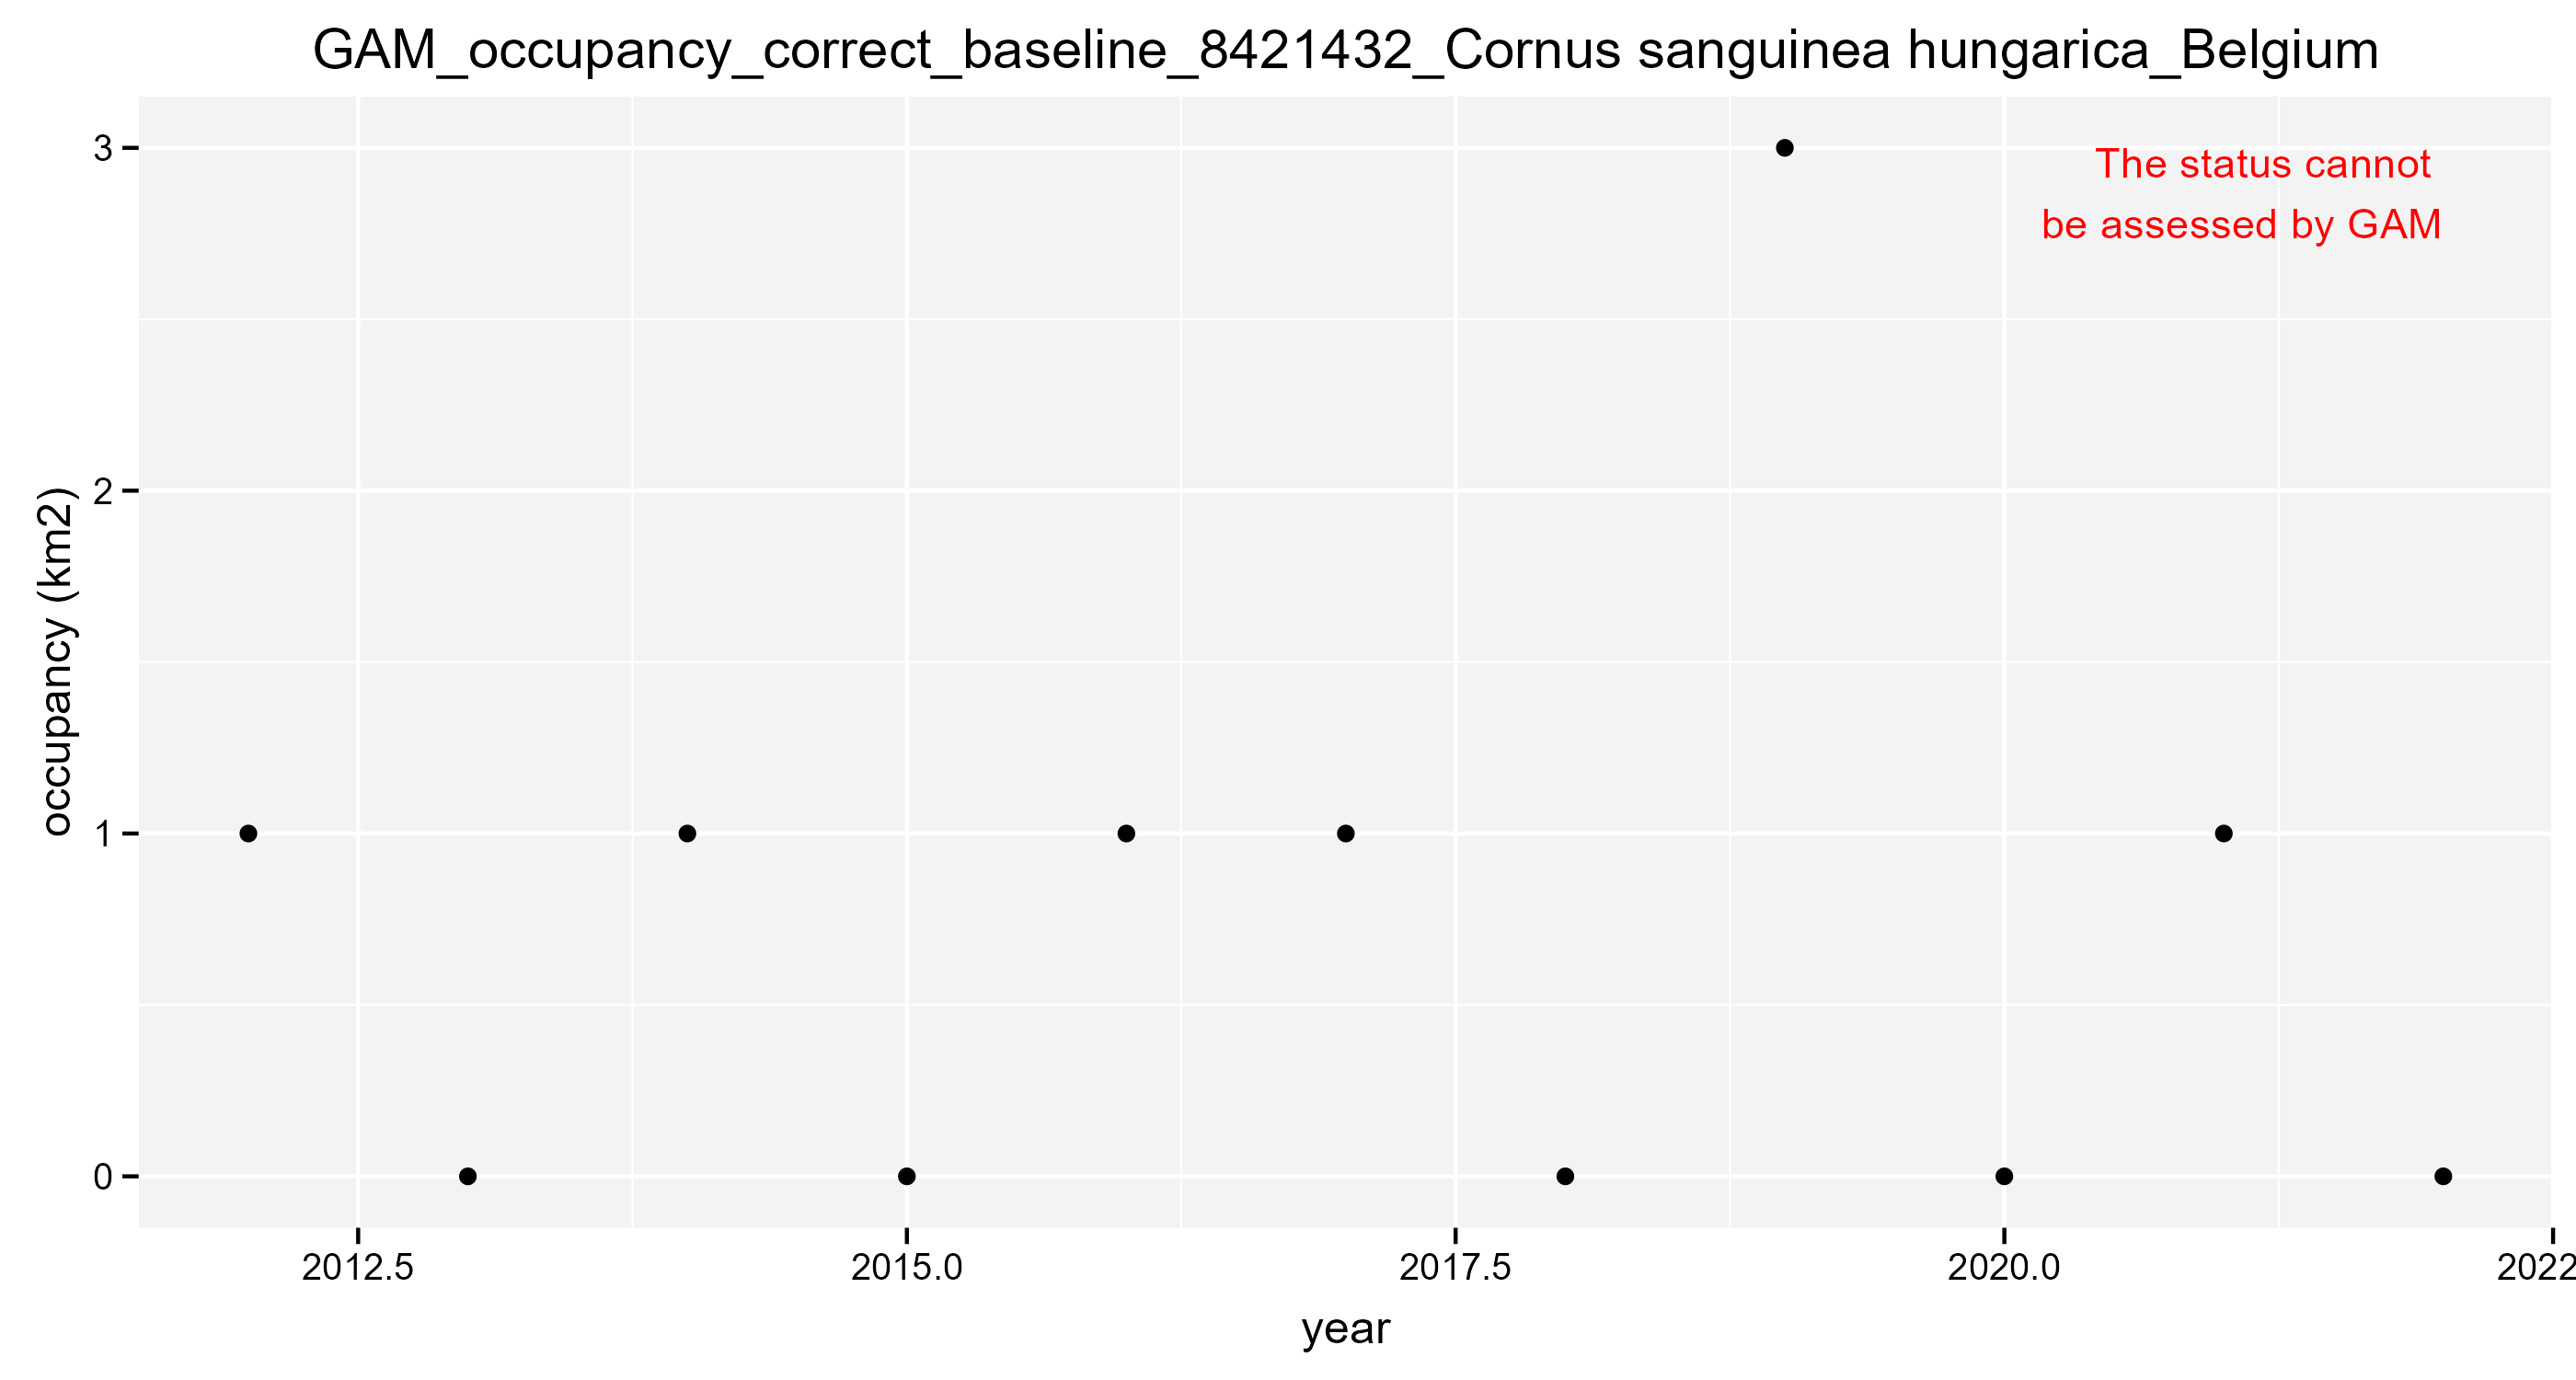 GAM_occupancy_correct_baseline_8421432_Cornus sanguinea hungarica_Belgium
The status cannot
be assessed by GAM
3
2
1
0
occupancy (km2)
2012.5
2015.0
2017.5
2020.0
2022
year